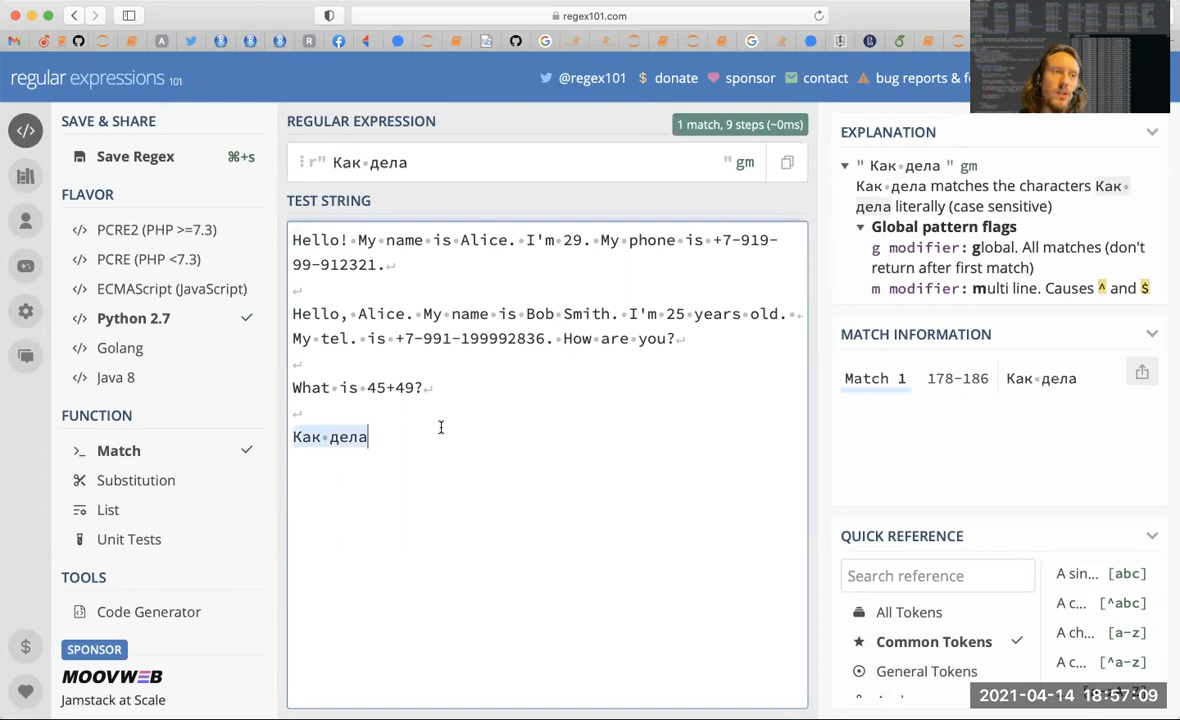 regex101.com
regular expressions 101
@regex101
$ donate
sponsor
contact
bug reports & fe
SAVE & SHARE
Save Regex ⌘+s
FLAVOR
PCRE2 (PHP >=7.3)
PCRE (PHP <7.3)
ECMAScript (JavaScript)
Python 2.7
Golang
Java 8
FUNCTION
Match
Substitution
List
Unit Tests
TOOLS
Code Generator
SPONSOR
MOOVWEB
Jamstack at Scale
REGULAR EXPRESSION
1 match, 9 steps (~0ms)
r" Как·дела " gm
TEST STRING
Hello!·My·name·is·Alice.·I'm·29.·My·phone·is·+7-919-
99-912321.↵
↵
Hello,·Alice.·My·name·is·Bob·Smith.·I'm·25·years·old.·↵
My·tel.·is·+7-991-199992836.·How·are·you?↵
↵
What·is·45+49?↵
↵
Как·дела
EXPLANATION
" Как·дела " gm
Как·дела matches the characters Как·
дела literally (case sensitive)
Global pattern flags
g modifier: global. All matches (don't
return after first match)
m modifier: multi line. Causes ^ and $
MATCH INFORMATION
Match 1 178-186 Как·дела
QUICK REFERENCE
Search reference
All Tokens
Common Tokens
General Tokens
A sin... [abc]
A c... [^abc]
A ch... [a-z]
A c... [^a-z]
2021-04-14 18:57:09